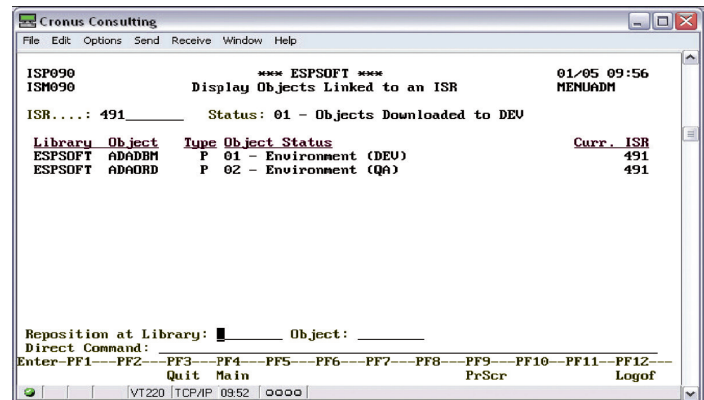 Cronus Consulting
File Edit Options Send Receive Window Help
ISP090 *** ESPSOFT *** 01/05 09:56
ISM090 Display Objects Linked to an ISR MENUADM
ISR....: 491_______ Status: 01 - Objects Downloaded to DEV
Library Object Type Object Status Curr. ISR
ESPSOFT ADADBM P 01 - Environment (DEV) 491
ESPSOFT ADAORD P 02 - Environment (QA) 491
Reposition at Library: ________ Object: ________
Direct Command: ____________________________________________________________
Enter-PF1---PF2---PF3---PF4---PF5---PF6---PF7---PF8---PF9---PF10--PF11--PF12---
Quit Main PrScr Logof
VT220 TCP/IP 09:52